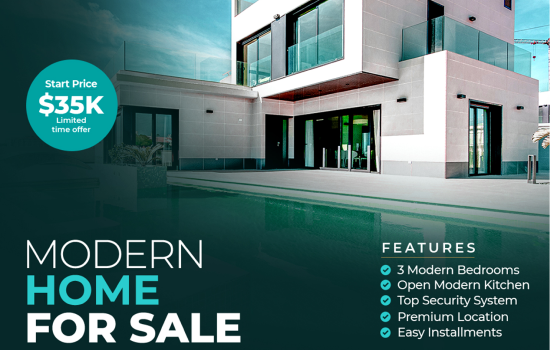 Start Price
$35K
Limited
time offer
MODERN
HOME
FOR SALE
FEATURES
3 Modern Bedrooms
Open Modern Kitchen
Top Security System
Premium Location
Easy Installments